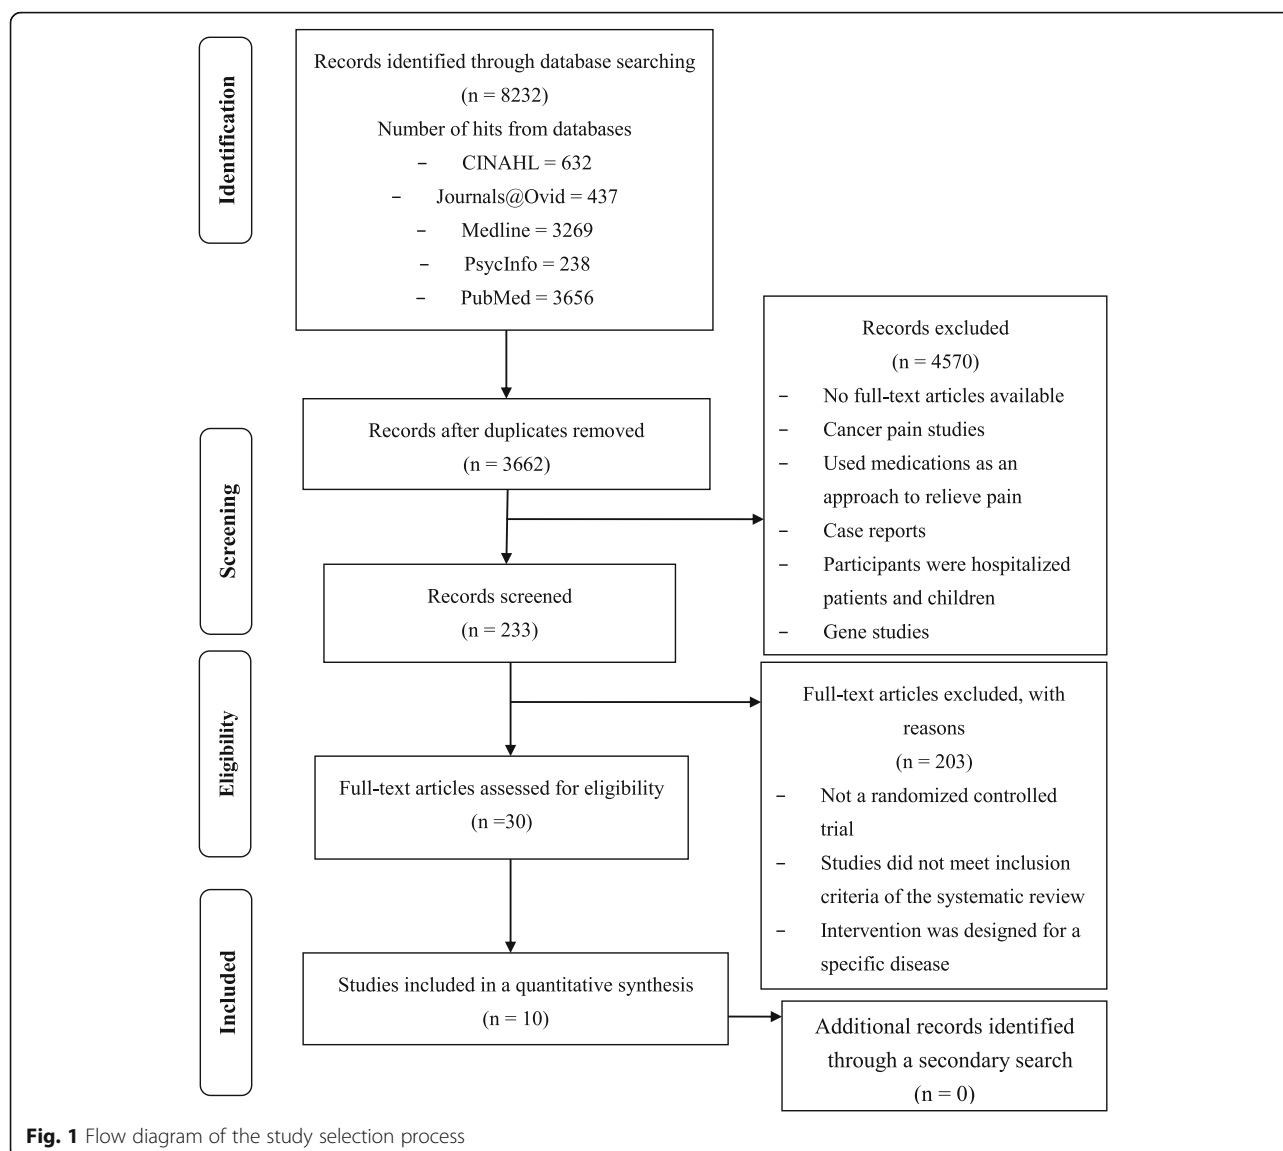 Identification
Records identified through database searching
(n = 8232)
Number of hits from databases
– CINAHL = 632
– Journals@Ovid = 437
– Medline = 3269
– PsycInfo = 238
– PubMed = 3656
Records excluded
(n = 4570)
– No full-text articles available
– Cancer pain studies
– Used medications as an
approach to relieve pain
– Case reports
– Participants were hospitalized
patients and children
– Gene studies
Screening
Records after duplicates removed
(n = 3662)
Records screened
(n = 233)
Eligibility
Full-text articles excluded, with
reasons
(n = 203)
– Not a randomized controlled
trial
– Studies did not meet inclusion
criteria of the systematic review
– Intervention was designed for a
specific disease
Full-text articles assessed for eligibility
(n =30)
Included
Studies included in a quantitative synthesis
(n = 10)
Additional records identified
through a secondary search
(n = 0)
Fig. 1 Flow diagram of the study selection process